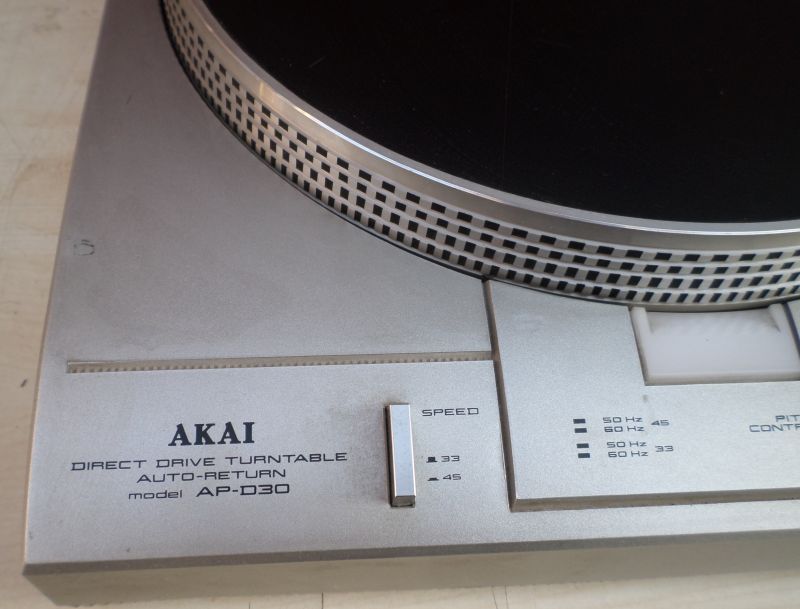 AKAI
DIRECT DRIVE TURNTABLE
AUTO-RETURN
model AP-D30
SPEED
33
45
50 Hz 45
60 Hz
50 Hz 33
60 Hz